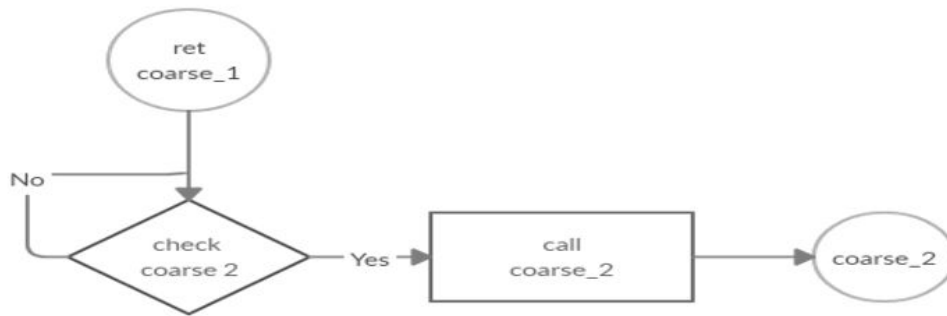 ret
coarse_1
No
check
coarse 2
Yes
call
coarse_2
coarse_2